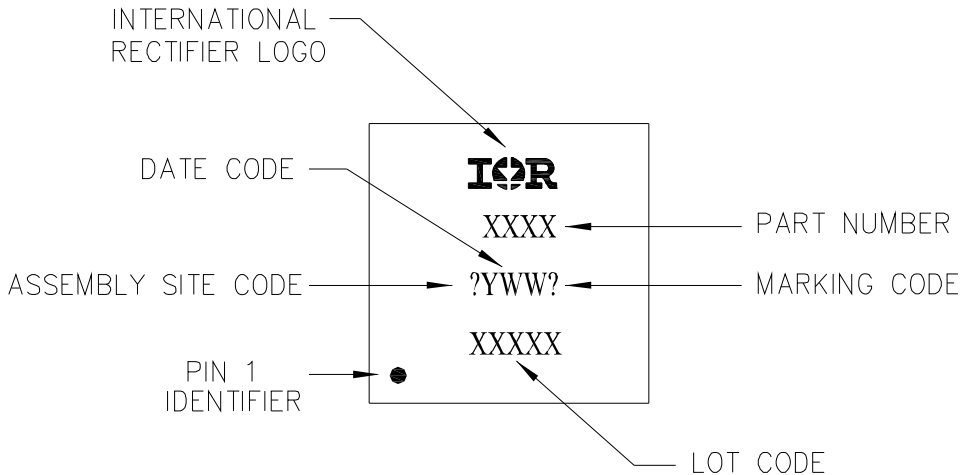 INTERNATIONAL
RECTIFIER LOGO
IOR
DATE CODE
XXXX
PART NUMBER
ASSEMBLY SITE CODE
?YWW?
MARKING CODE
XXXXX
PIN 1
IDENTIFIER
LOT CODE